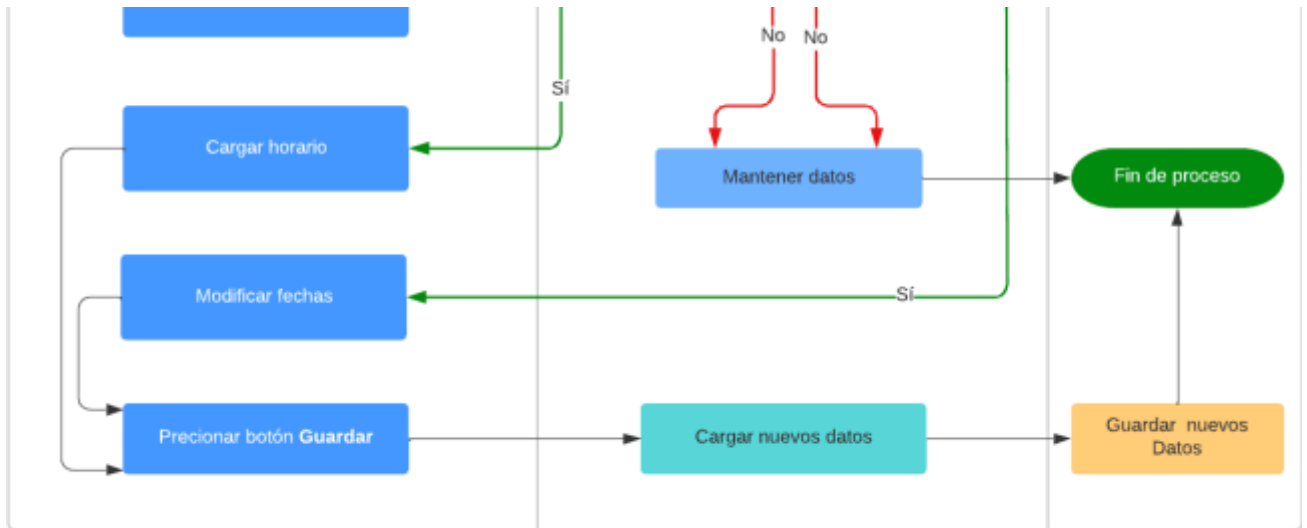 No
No
Sí
Cargar horario
Mantener datos
Fin de proceso
Modificar fechas
Sí
Precionar botón Guardar
Cargar nuevos datos
Guardar nuevos
Datos